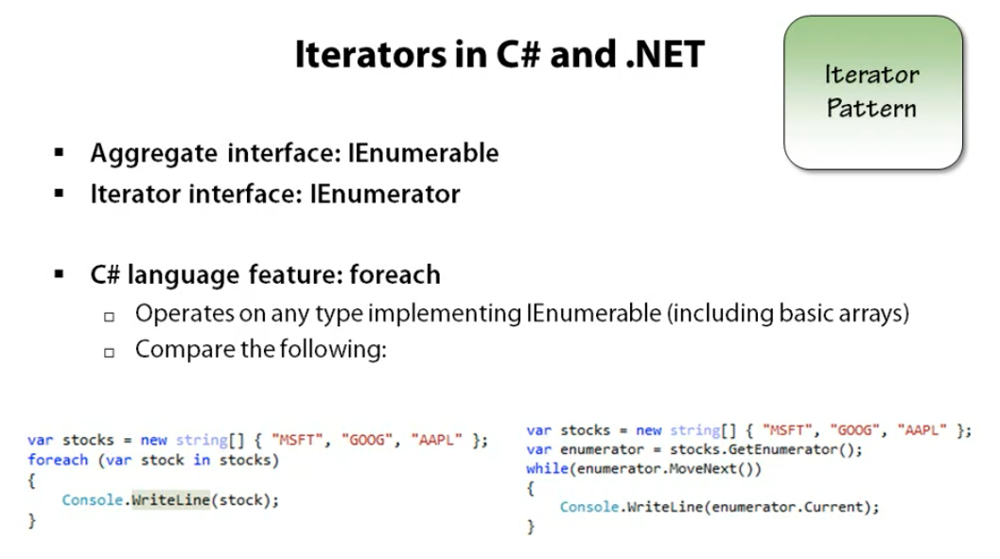 Iterators in C# and .NET
Iterator
Pattern
▪ Aggregate interface: IEnumerable
▪ Iterator interface: IEnumerator
▪ C# language feature: foreach
□ Operates on any type implementing IEnumerable (including basic arrays)
□ Compare the following:
var stocks = new string[] { "MSFT", "GOOG", "AAPL" };
foreach (var stock in stocks)
{
    Console.WriteLine(stock);
}
var stocks = new string[] { "MSFT", "GOOG", "AAPL" };
var enumerator = stocks.GetEnumerator();
while(enumerator.MoveNext())
{
    Console.WriteLine(enumerator.Current);
}